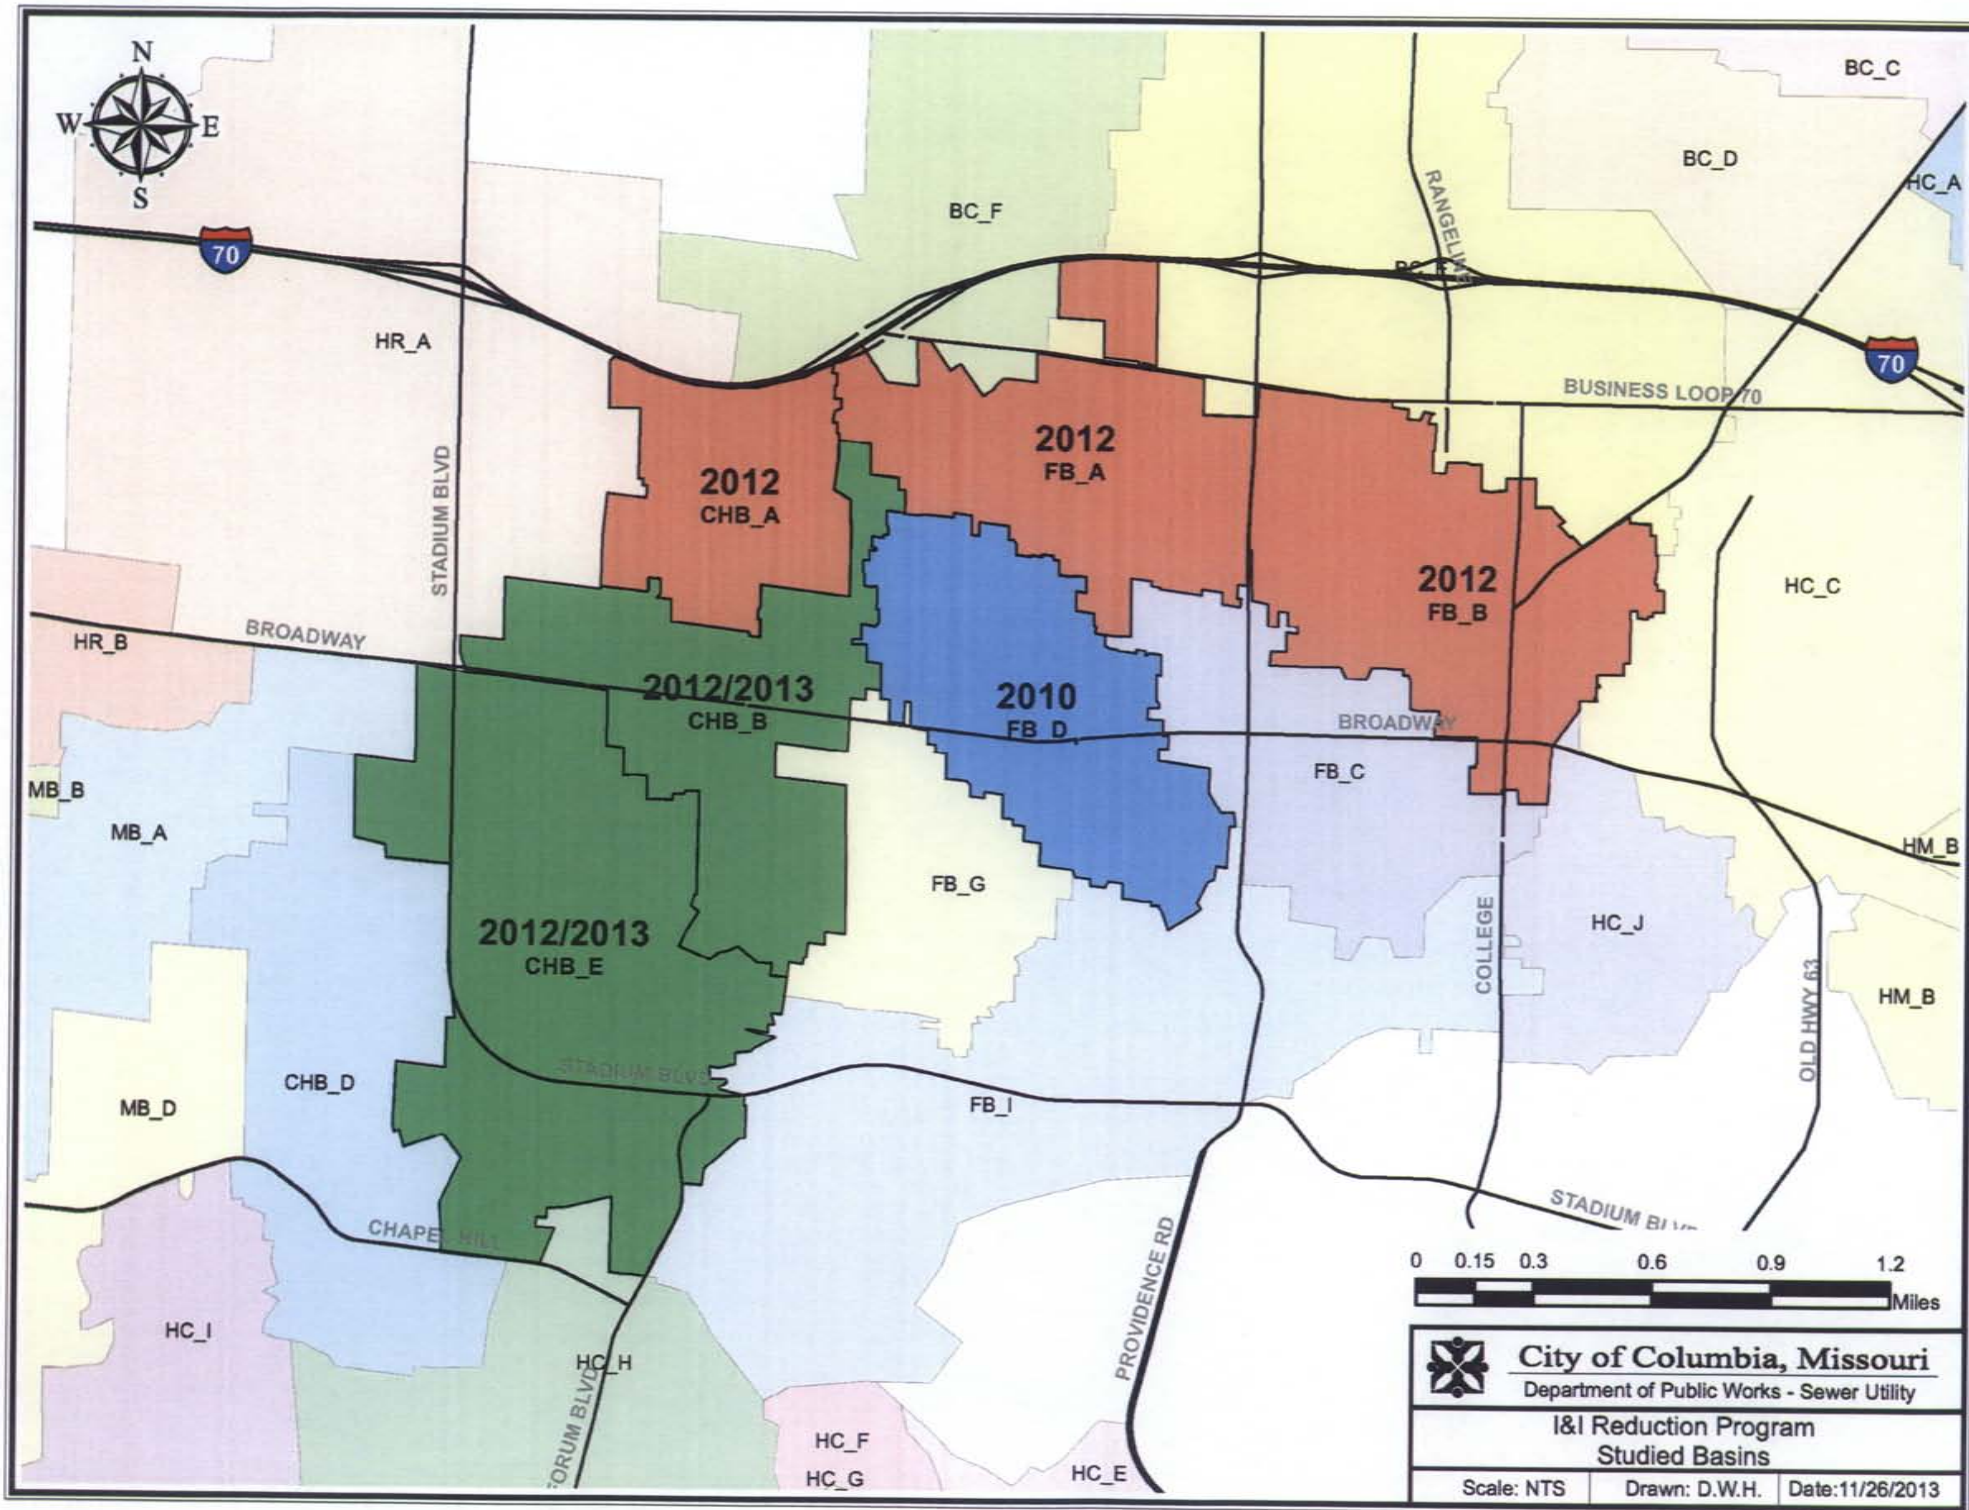 N
W E
S
BC_C
BC_D
HC_A
BC_F
RANGELINE
70
HR_A
70
BUSINESS LOOP 70
2012
FB_A
STADIUM BLVD
2012
CHB_A
2012
FB_B
HC_C
HR_B
BROADWAY
2012/2013
CHB_B
2010
FB_D
BROADWAY
FB_C
MB_B
MB_A
HM_B
FB_G
2012/2013
CHB_E
COLLEGE
HC_J
OLD HWY 63
HM_B
STADIUM BLVD
CHB_D
MB_D
FB_I
CHAPEL HILL
STADIUM BLVD
PROVIDENCE RD
HC_I
HC_H
FORUM BLVD
HC_F
HC_G
HC_E
0 0.15 0.3 0.6 0.9 1.2
Miles
City of Columbia, Missouri
Department of Public Works - Sewer Utility
I&I Reduction Program
Studied Basins
Scale: NTS Drawn: D.W.H. Date:11/26/2013